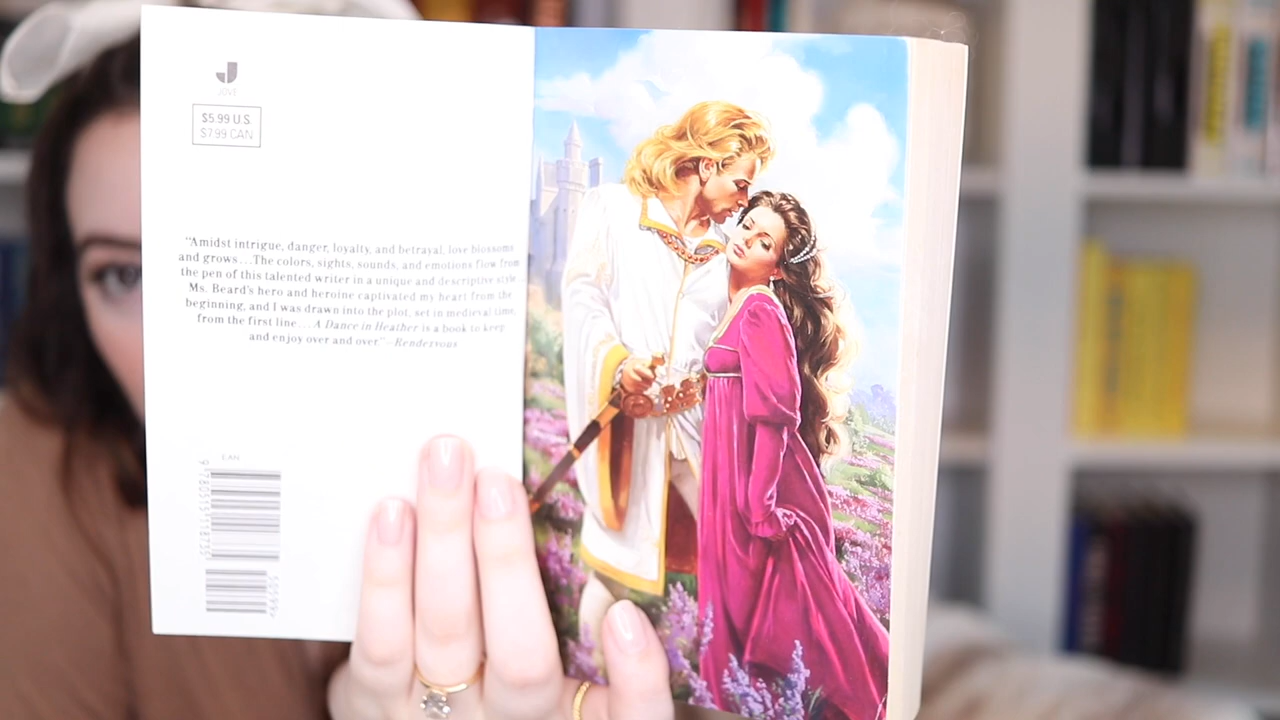 JOVE
$5.99 U.S.
$7.99 CAN
"Amidst intrigue, danger, loyalty, and betrayal, love blossoms
and grows...The colors, sights, sounds, and emotions flow from
the pen of this talented writer in a unique and descriptive style.
Ms. Beard's hero and heroine captivated my heart from the
beginning, and I was drawn into the plot, set in medieval time,
from the first line...A Dance in Heather is a book to keep
and enjoy over and over."—Rendezvous
EAN